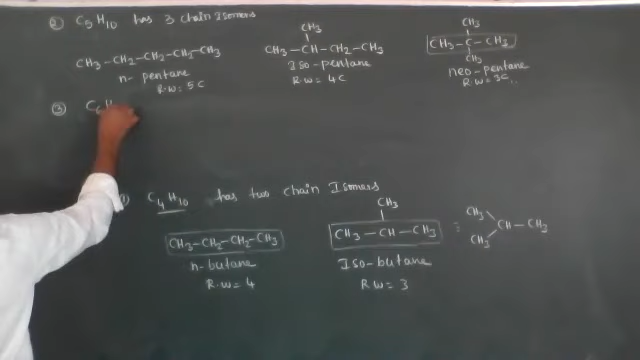 ② C5H10 has 3 chain Isomers
CH3-CH2-CH2-CH2-CH3
n-pentane
R.W = 5C
CH3
CH3-CH-CH2-CH3
Iso-pentane
R.W = 4C
CH3
CH3-C-CH3
CH3
neo-pentane
R.W = 3C
③ C6H
1) C4H10 has two chain Isomers
CH3-CH2-CH2-CH3
n-butane
R.W = 4
CH3
CH3-CH-CH3
Iso-butane
R.W = 3
=
CH3
CH-CH3
CH3